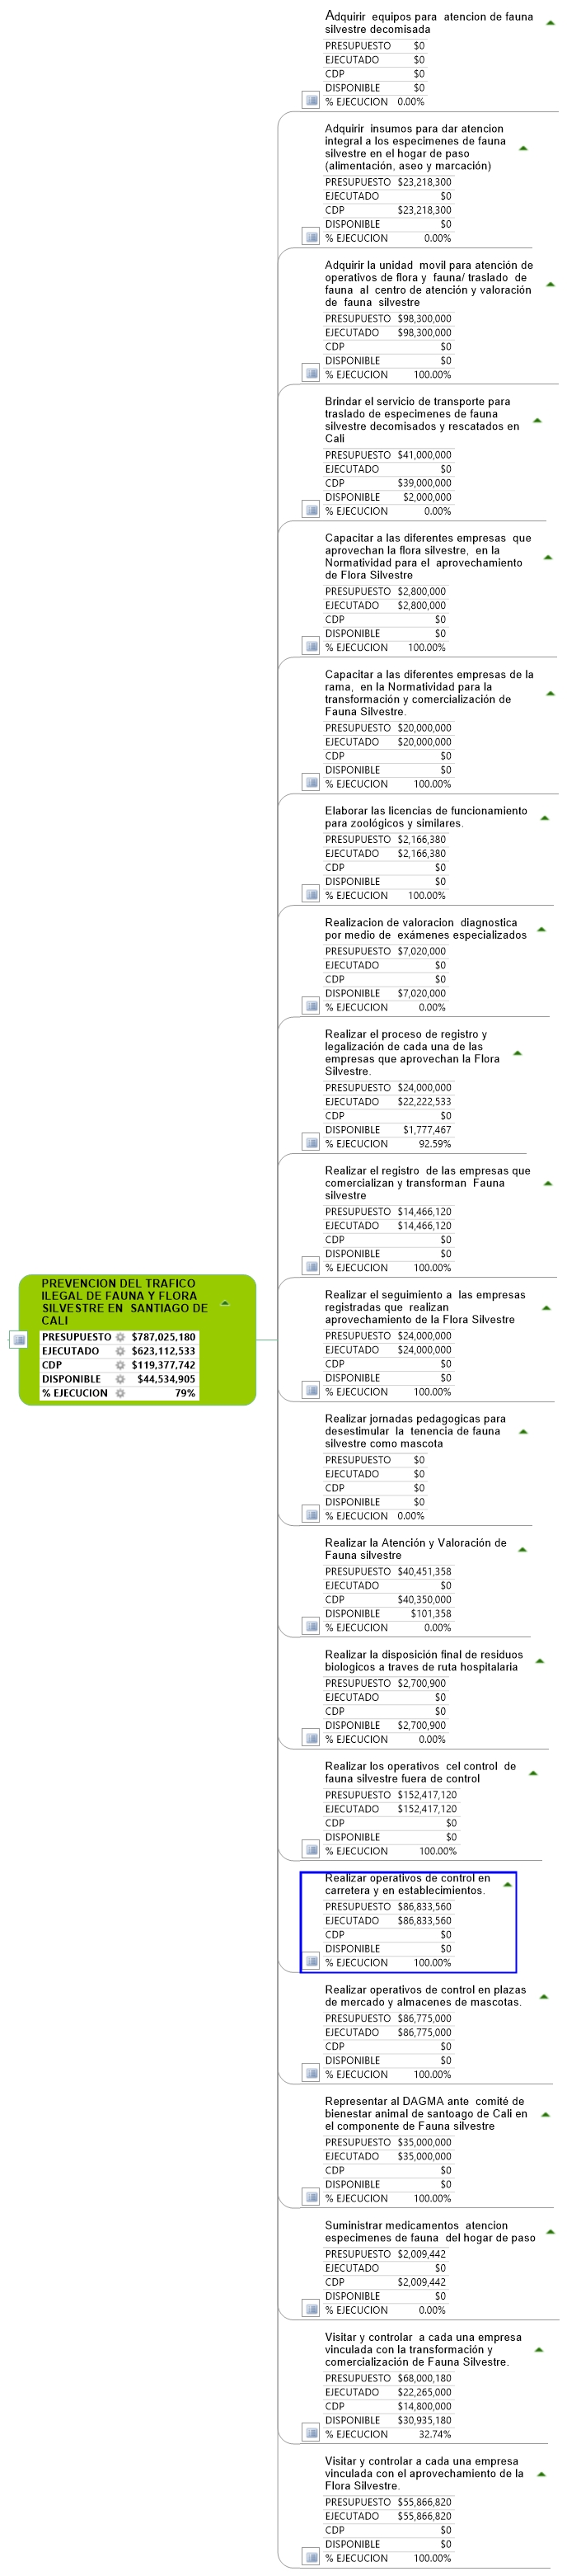 Adquirir equipos para atencion de fauna
silvestre decomisada
PRESUPUESTO $0
EJECUTADO $0
CDP $0
DISPONIBLE $0
% EJECUCION 0.00%
Adquirir insumos para dar atencion
integral a los especimenes de fauna
silvestre en el hogar de paso
(alimentación, aseo y marcación)
PRESUPUESTO $23,218,300
EJECUTADO $0
CDP $23,218,300
DISPONIBLE $0
% EJECUCION 0.00%
Adquirir la unidad movil para atención de
operativos de flora y fauna/ traslado de
fauna al centro de atención y valoración
de fauna silvestre
PRESUPUESTO $98,300,000
EJECUTADO $98,300,000
CDP $0
DISPONIBLE $0
% EJECUCION 100.00%
Brindar el servicio de transporte para
traslado de especimenes de fauna
silvestre decomisados y rescatados en
Cali
PRESUPUESTO $41,000,000
EJECUTADO $0
CDP $39,000,000
DISPONIBLE $2,000,000
% EJECUCION 0.00%
Capacitar a las diferentes empresas que
aprovechan la flora silvestre, en la
Normatividad para el aprovechamiento
de Flora Silvestre
PRESUPUESTO $2,800,000
EJECUTADO $2,800,000
CDP $0
DISPONIBLE $0
% EJECUCION 100.00%
Capacitar a las diferentes empresas de la
rama, en la Normatividad para la
transformación y comercialización de
Fauna Silvestre.
PRESUPUESTO $20,000,000
EJECUTADO $20,000,000
CDP $0
DISPONIBLE $0
% EJECUCION 100.00%
Elaborar las licencias de funcionamiento
para zoológicos y similares.
PRESUPUESTO $2,166,380
EJECUTADO $2,166,380
CDP $0
DISPONIBLE $0
% EJECUCION 100.00%
Realizacion de valoracion diagnostica
por medio de exámenes especializados
PRESUPUESTO $7,020,000
EJECUTADO $0
CDP $0
DISPONIBLE $7,020,000
% EJECUCION 0.00%
Realizar el proceso de registro y
legalización de cada una de las
empresas que aprovechan la Flora
Silvestre.
PRESUPUESTO $24,000,000
EJECUTADO $22,222,533
CDP $0
DISPONIBLE $1,777,467
% EJECUCION 92.59%
Realizar el registro de las empresas que
comercializan y transforman Fauna
silvestre
PRESUPUESTO $14,466,120
EJECUTADO $14,466,120
CDP $0
DISPONIBLE $0
% EJECUCION 100.00%
PREVENCION DEL TRAFICO
ILEGAL DE FAUNA Y FLORA
SILVESTRE EN SANTIAGO DE
CALI
PRESUPUESTO $787,025,180
EJECUTADO $623,112,533
CDP $119,377,742
DISPONIBLE $44,534,905
% EJECUCION 79%
Realizar el seguimiento a las empresas
registradas que realizan
aprovechamiento de la Flora Silvestre
PRESUPUESTO $24,000,000
EJECUTADO $24,000,000
CDP $0
DISPONIBLE $0
% EJECUCION 100.00%
Realizar jornadas pedagogicas para
desestimular la tenencia de fauna
silvestre como mascota
PRESUPUESTO $0
EJECUTADO $0
CDP $0
DISPONIBLE $0
% EJECUCION 0.00%
Realizar la Atención y Valoración de
Fauna silvestre
PRESUPUESTO $40,451,358
EJECUTADO $0
CDP $40,350,000
DISPONIBLE $101,358
% EJECUCION 0.00%
Realizar la disposición final de residuos
biologicos a traves de ruta hospitalaria
PRESUPUESTO $2,700,900
EJECUTADO $0
CDP $0
DISPONIBLE $2,700,900
% EJECUCION 0.00%
Realizar los operativos cel control de
fauna silvestre fuera de control
PRESUPUESTO $152,417,120
EJECUTADO $152,417,120
CDP $0
DISPONIBLE $0
% EJECUCION 100.00%
Realizar operativos de control en
carretera y en establecimientos.
PRESUPUESTO $86,833,560
EJECUTADO $86,833,560
CDP $0
DISPONIBLE $0
% EJECUCION 100.00%
Realizar operativos de control en plazas
de mercado y almacenes de mascotas.
PRESUPUESTO $86,775,000
EJECUTADO $86,775,000
CDP $0
DISPONIBLE $0
% EJECUCION 100.00%
Representar al DAGMA ante comité de
bienestar animal de santoago de Cali en
el componente de Fauna silvestre
PRESUPUESTO $35,000,000
EJECUTADO $35,000,000
CDP $0
DISPONIBLE $0
% EJECUCION 100.00%
Suministrar medicamentos atencion
especimenes de fauna del hogar de paso
PRESUPUESTO $2,009,442
EJECUTADO $0
CDP $2,009,442
DISPONIBLE $0
% EJECUCION 0.00%
Visitar y controlar a cada una empresa
vinculada con la transformación y
comercialización de Fauna Silvestre.
PRESUPUESTO $68,000,180
EJECUTADO $22,265,000
CDP $14,800,000
DISPONIBLE $30,935,180
% EJECUCION 32.74%
Visitar y controlar a cada una empresa
vinculada con el aprovechamiento de la
Flora Silvestre.
PRESUPUESTO $55,866,820
EJECUTADO $55,866,820
CDP $0
DISPONIBLE $0
% EJECUCION 100.00%